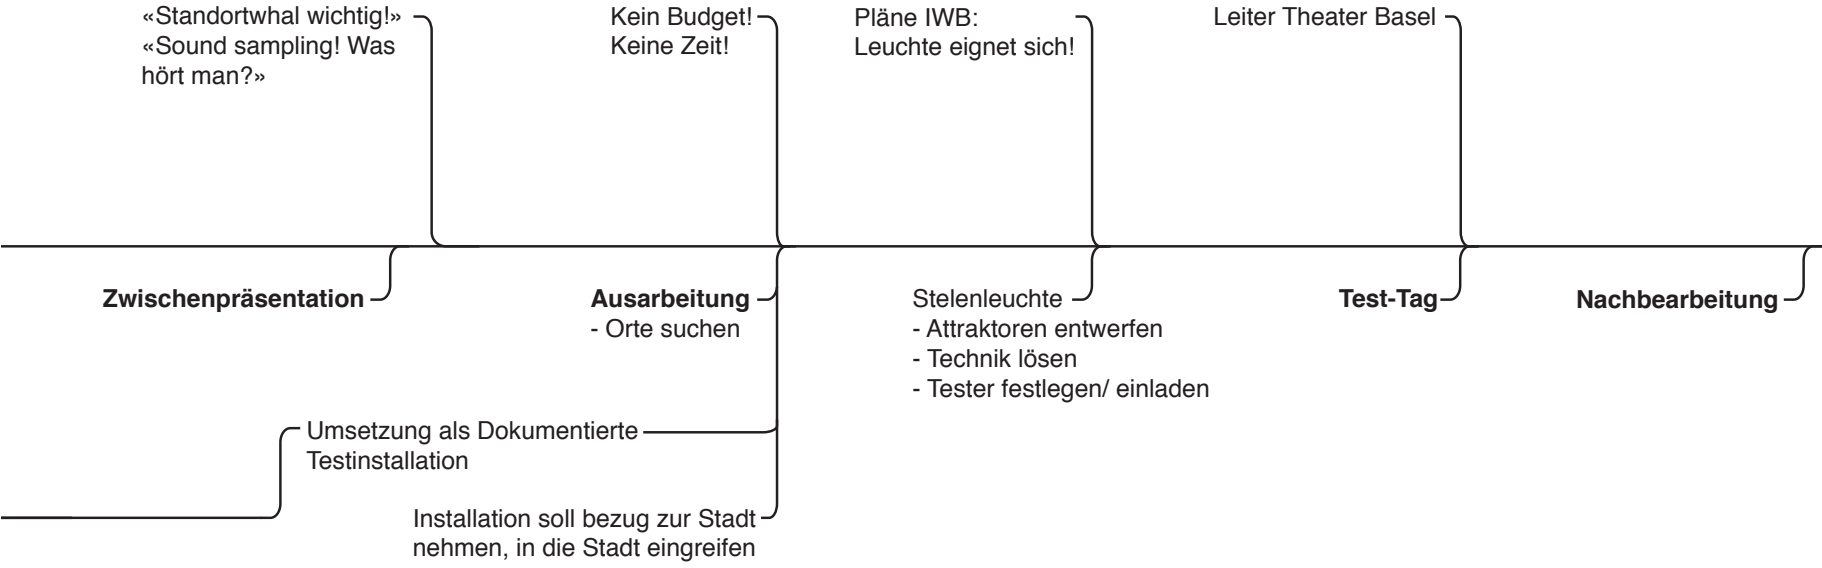 «Standortwhal wichtig!»
«Sound sampling! Was
hört man?»
Kein Budget!
Keine Zeit!
Pläne IWB:
Leuchte eignet sich!
Leiter Theater Basel
Zwischenpräsentation
Ausarbeitung
- Orte suchen
Stelenleuchte
- Attraktoren entwerfen
- Technik lösen
- Tester festlegen/ einladen
Test-Tag
Nachbearbeitung
Umsetzung als Dokumentierte
Testinstallation
Installation soll bezug zur Stadt
nehmen, in die Stadt eingreifen